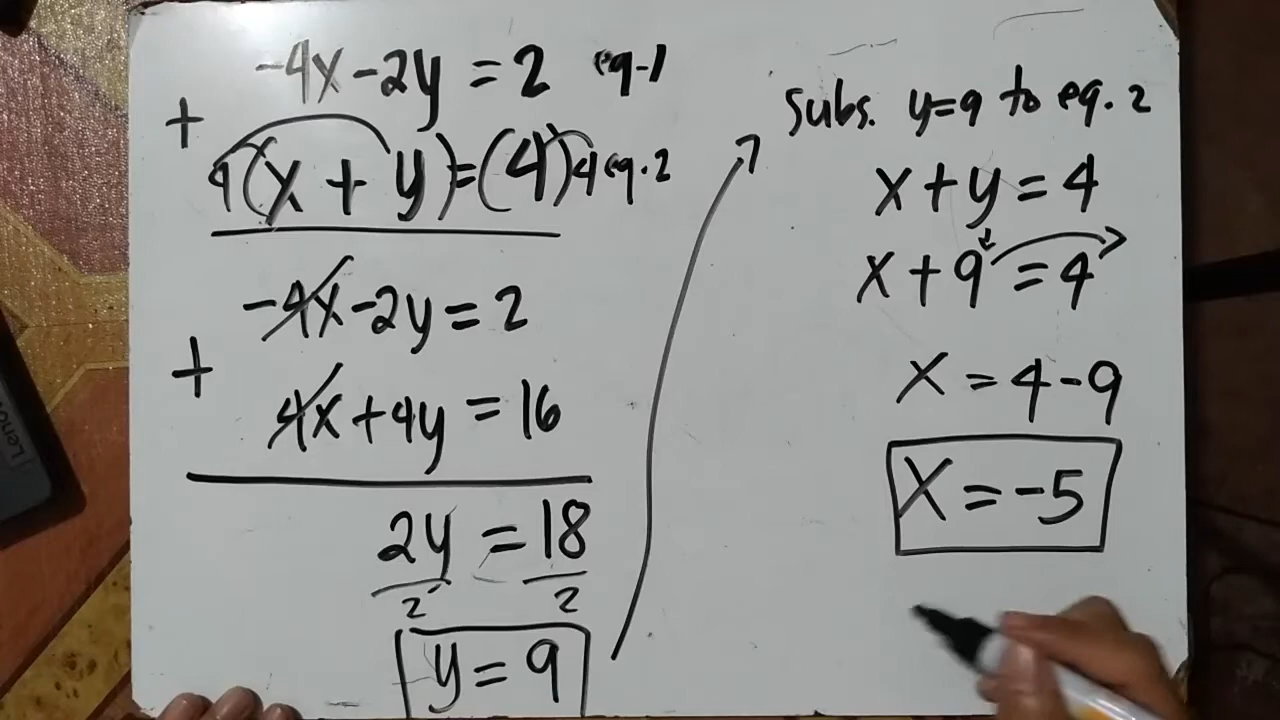 -4x-2y=2 eq-1
+
4(x+y)=(4)4 eq.2
-4x-2y=2
+
4x+4y=16
2y=18
2 2
y=9
subs. y=9 to eq.2
x+y=4
x+9=4
x=4-9
x=-5
Lenovo